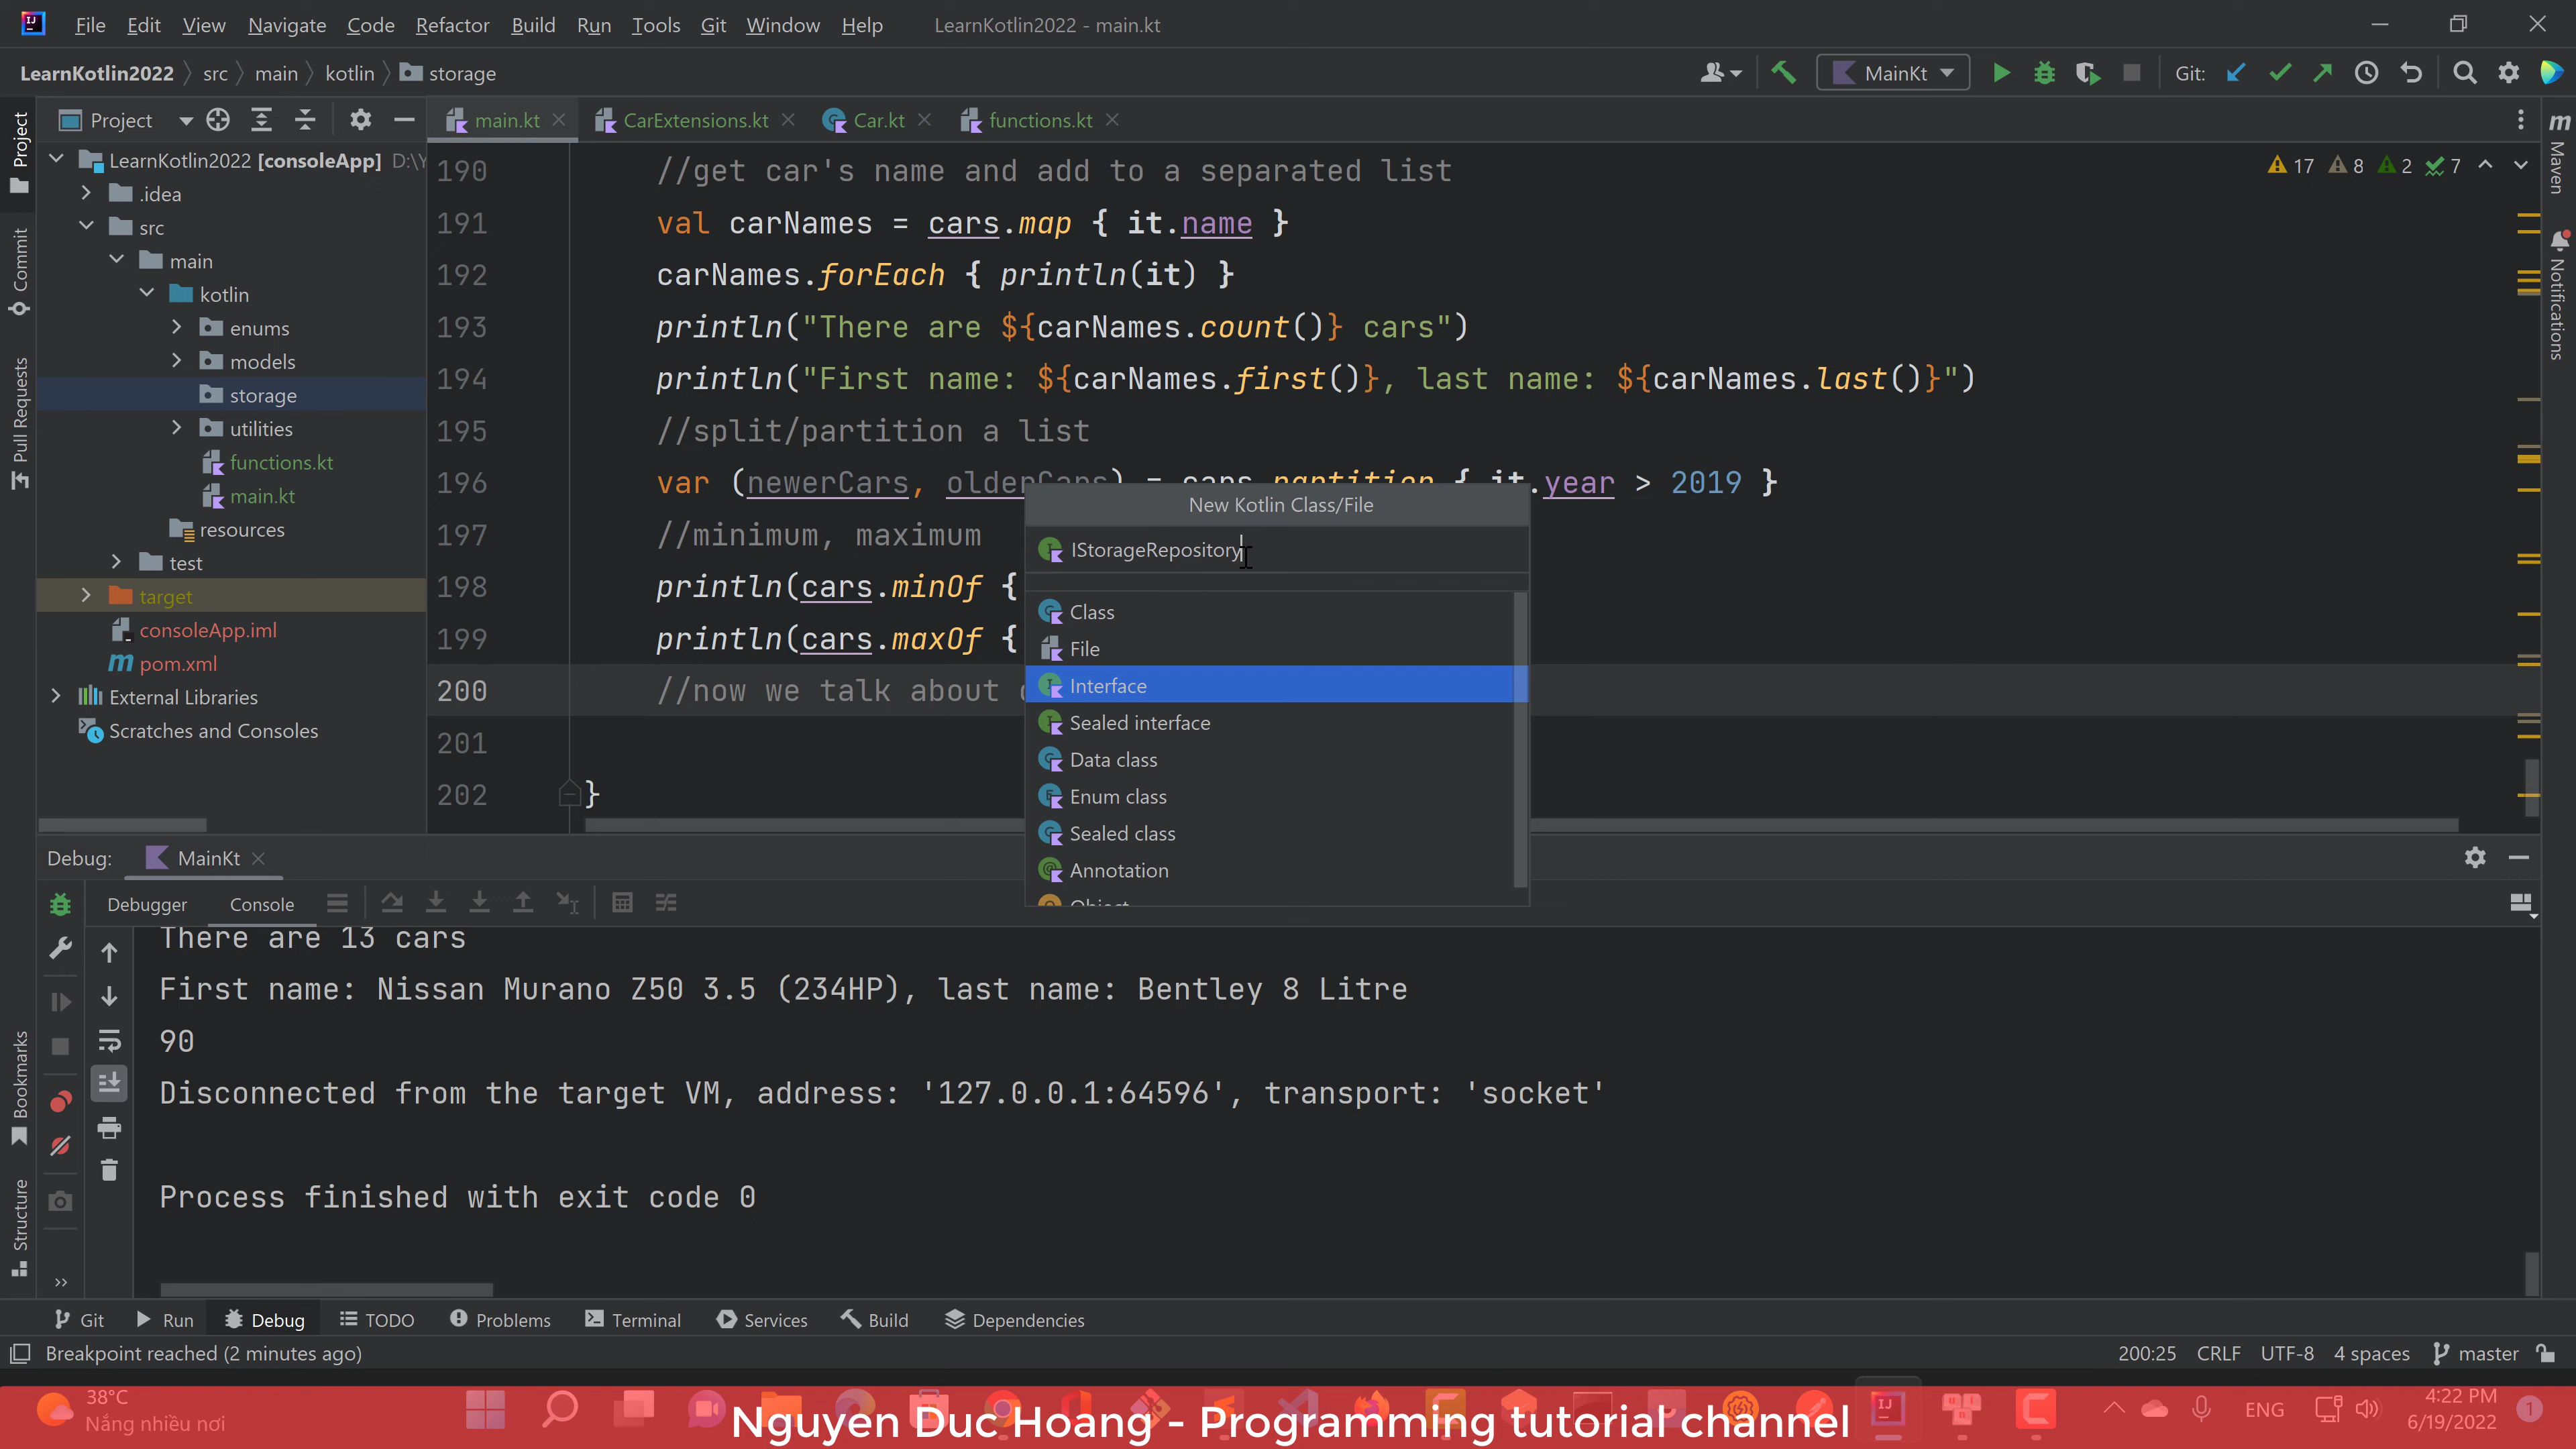 File Edit View Navigate Code Refactor Build Run Tools Git Window Help LearnKotlin2022 - main.kt
LearnKotlin2022 src main kotlin storage MainKt Git:
Project main.kt CarExtensions.kt Car.kt functions.kt
LearnKotlin2022 [consoleApp] D:\Y
.idea
src
main
kotlin
enums
models
storage
utilities
functions.kt
main.kt
resources
test
target
consoleApp.iml
pom.xml
External Libraries
Scratches and Consoles
Project
Commit
Pull Requests
Bookmarks
Structure
Maven
Notifications
17 8 2 7
190 //get car's name and add to a separated list
191 val carNames = cars.map { it.name }
192 carNames.forEach { println(it) }
193 println("There are ${carNames.count()} cars")
194 println("First name: ${carNames.first()}, last name: ${carNames.last()}")
195 //split/partition a list
196 var (newerCars, olderCars) = cars.partition { it.year > 2019 }
197 //minimum, maximum
198 println(cars.minOf {
199 println(cars.maxOf {
200 //now we talk about
201
202 }
New Kotlin Class/File
IStorageRepository
Class
File
Interface
Sealed interface
Data class
Enum class
Sealed class
Annotation
Object
Debug: MainKt
Debugger Console
There are 13 cars
First name: Nissan Murano Z50 3.5 (234HP), last name: Bentley 8 Litre
90
Disconnected from the target VM, address: '127.0.0.1:64596', transport: 'socket'
Process finished with exit code 0
Git Run Debug TODO Problems Terminal Services Build Dependencies
Breakpoint reached (2 minutes ago) 200:25 CRLF UTF-8 4 spaces master
38°C
Nắng nhiều nơi
Nguyen Duc Hoang - Programming tutorial channel
ENG
4:22 PM
6/19/2022
1